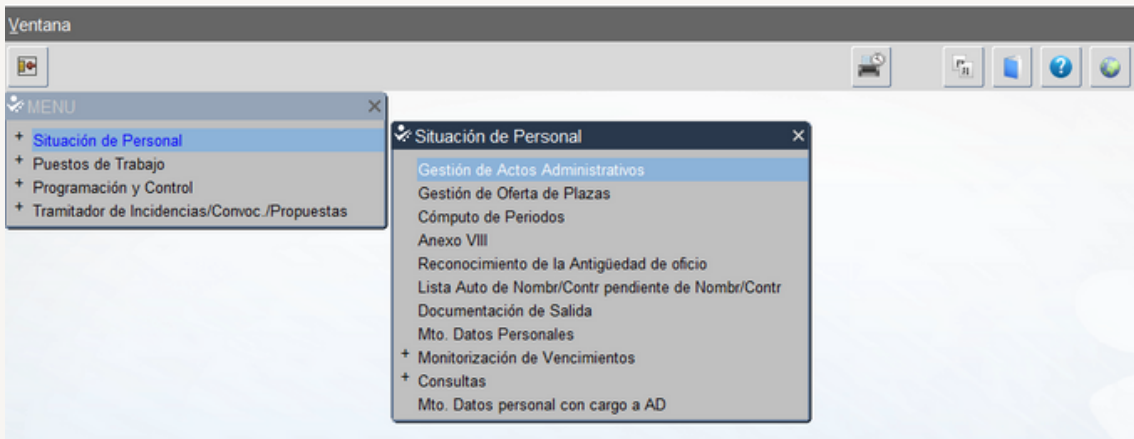 Ventana
MENU
+ Situación de Personal
+ Puestos de Trabajo
+ Programación y Control
+ Tramitador de Incidencias/Convoc./Propuestas
Situación de Personal
Gestión de Actos Administrativos
Gestión de Oferta de Plazas
Cómputo de Periodos
Anexo VIII
Reconocimiento de la Antigüedad de oficio
Lista Auto de Nombr/Contr pendiente de Nombr/Contr
Documentación de Salida
Mto. Datos Personales
+ Monitorización de Vencimientos
+ Consultas
Mto. Datos personal con cargo a AD